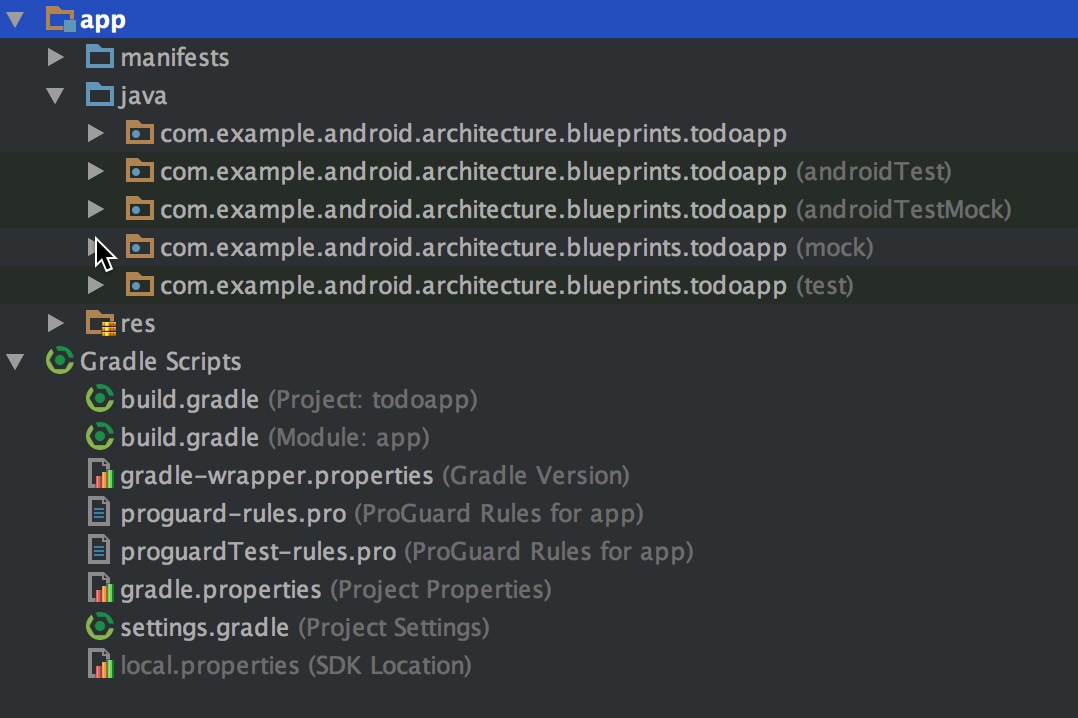 app
manifests
java
com.example.android.architecture.blueprints.todoapp
com.example.android.architecture.blueprints.todoapp (androidTest)
com.example.android.architecture.blueprints.todoapp (androidTestMock)
com.example.android.architecture.blueprints.todoapp (mock)
com.example.android.architecture.blueprints.todoapp (test)
res
Gradle Scripts
build.gradle (Project: todoapp)
build.gradle (Module: app)
gradle-wrapper.properties (Gradle Version)
proguard-rules.pro (ProGuard Rules for app)
proguardTest-rules.pro (ProGuard Rules for app)
gradle.properties (Project Properties)
settings.gradle (Project Settings)
local.properties (SDK Location)